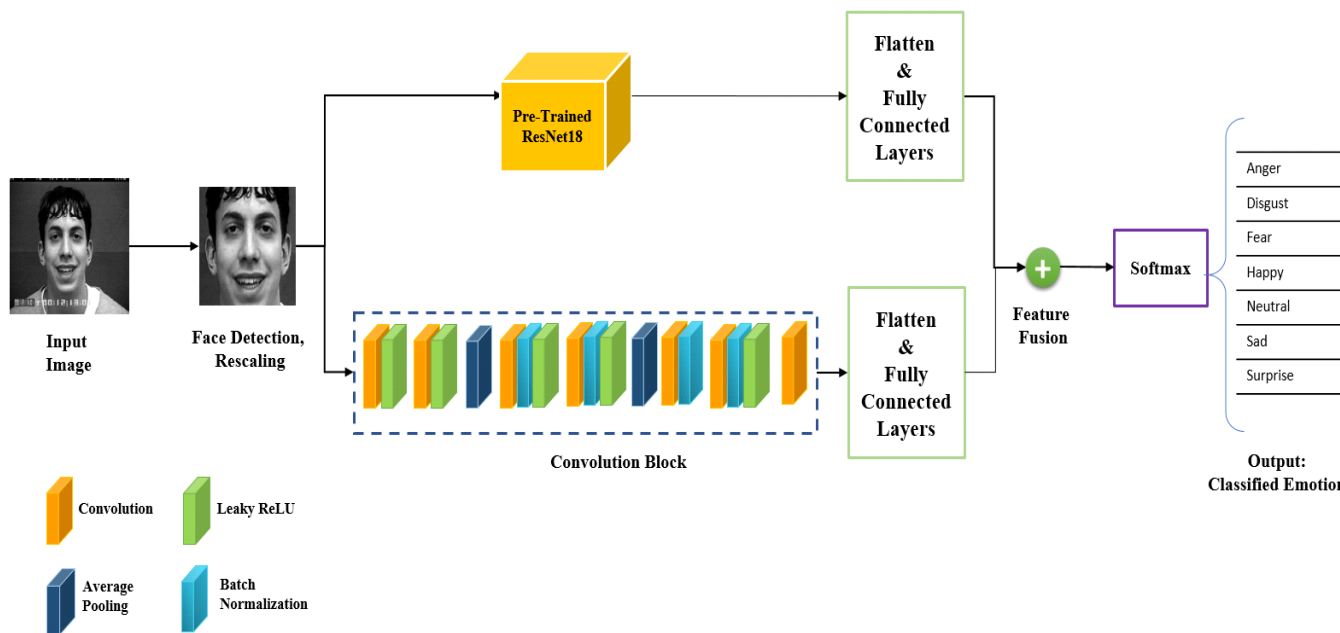 Pre-Trained
ResNet18
Flatten
&
Fully
Connected
Layers
Input
Image
Face Detection,
Rescaling
Convolution Block
Flatten
&
Fully
Connected
Layers
+
Feature
Fusion
Softmax
Anger
Disgust
Fear
Happy
Neutral
Sad
Surprise
Output:
Classified Emotion
Convolution
Leaky ReLU
Average
Pooling
Batch
Normalization